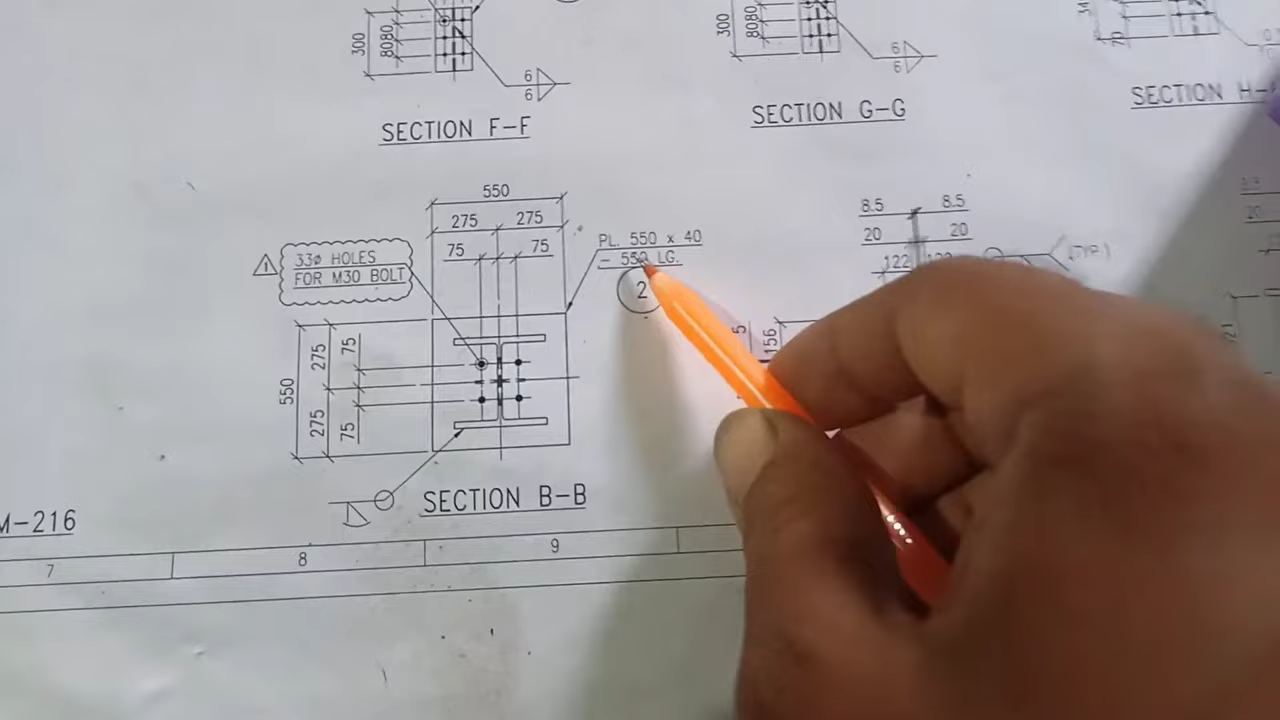 300
8080
6
6
SECTION F-F
300
8080
6
6
SECTION G-G
70
SECTION H-
550
275 275
75 75
PL. 550 x 40
- 550 LG.
2
1
33ø HOLES
FOR M30 BOLT
550
275
275
75
75
SECTION B-B
8.5 8.5
20 20
122
(TYP.)
156
M-216
7 8 9